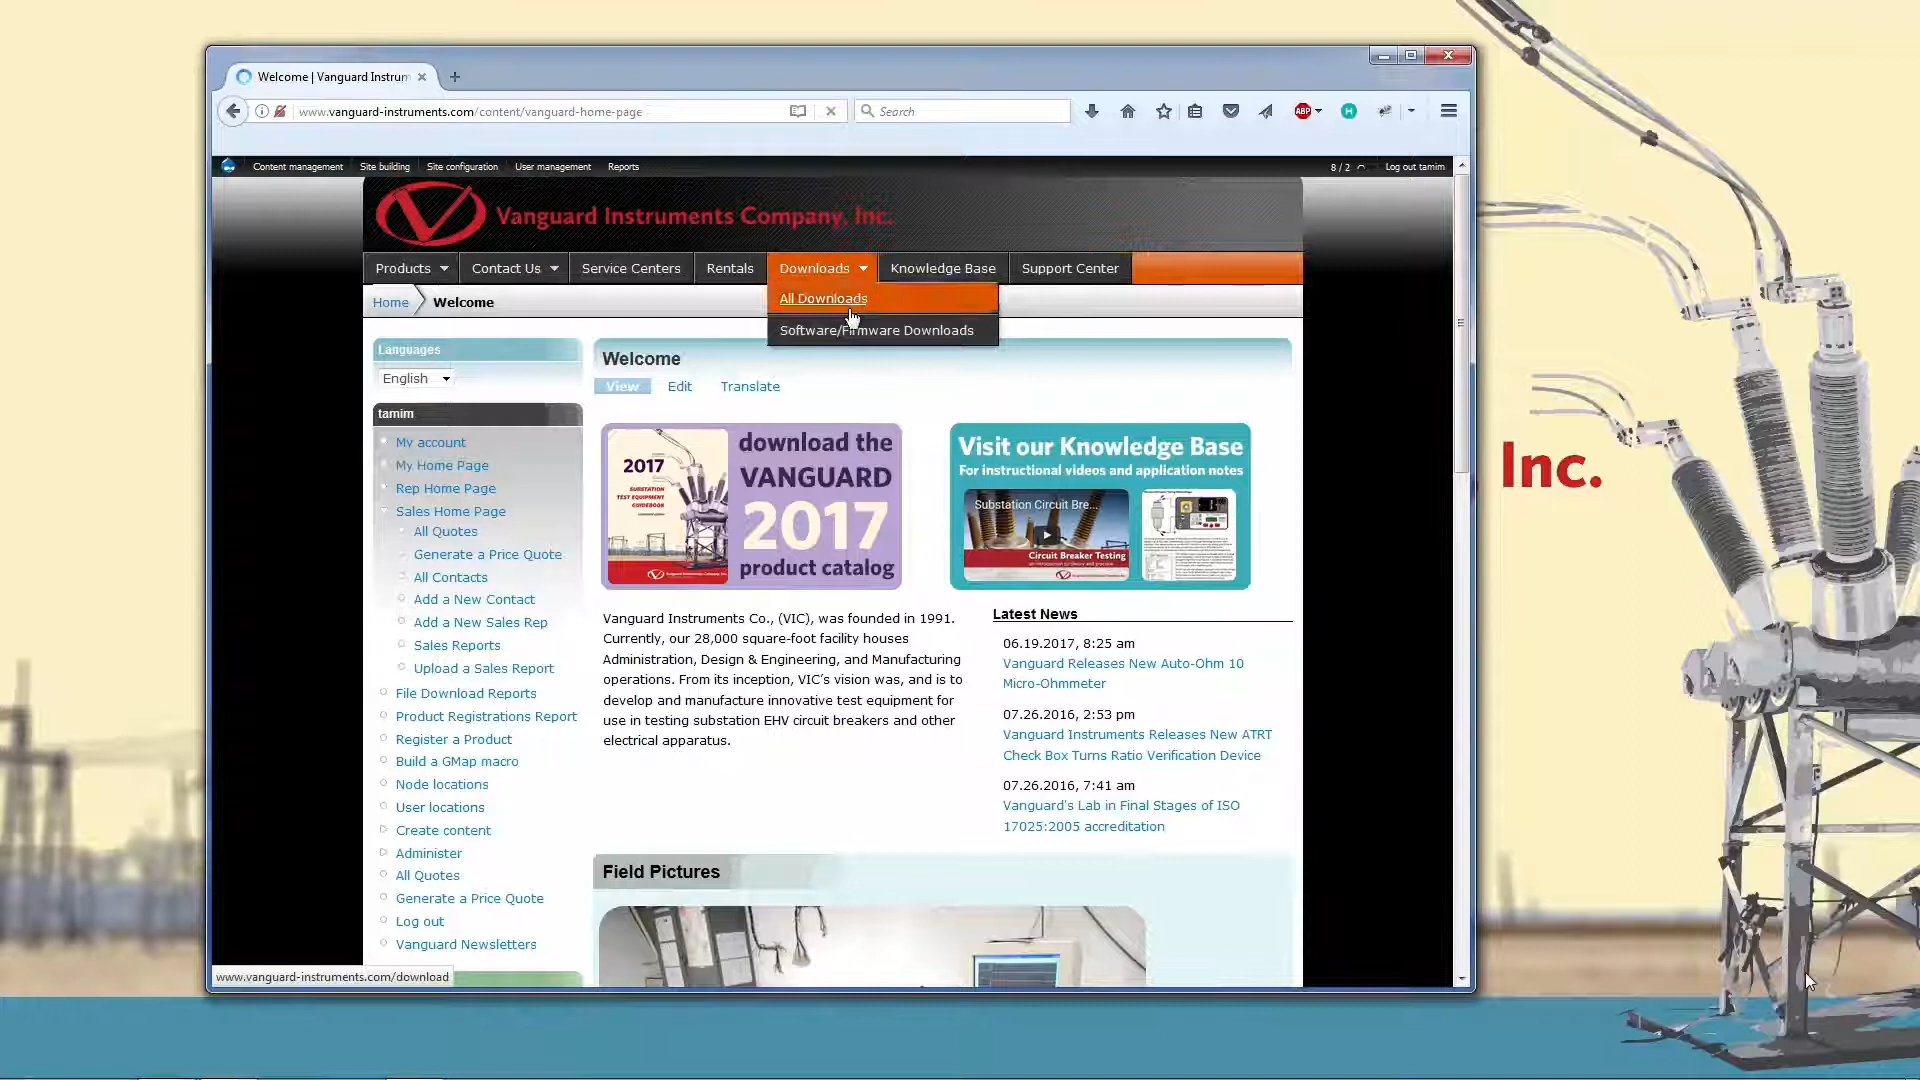 Welcome | Vanguard Instrum
www.vanguard-instruments.com/content/vanguard-home-page
Search
ABP
H
Content management Site building Site configuration User management Reports
8 / 2
Log out tamim
Vanguard Instruments Company, Inc.
Products Contact Us Service Centers Rentals Downloads Knowledge Base Support Center
All Downloads
Software/Firmware Downloads
Home Welcome
Languages
English
tamim
My account
My Home Page
Rep Home Page
Sales Home Page
All Quotes
Generate a Price Quote
All Contacts
Add a New Contact
Add a New Sales Rep
Sales Reports
Upload a Sales Report
File Download Reports
Product Registrations Report
Register a Product
Build a GMap macro
Node locations
User locations
Create content
Administer
All Quotes
Generate a Price Quote
Log out
Vanguard Newsletters
Welcome
View Edit Translate
2017
SUBSTATION
TEST EQUIPMENT
GUIDEBOOK
download the
VANGUARD
2017
product catalog
Visit our Knowledge Base
For instructional videos and application notes
Substation Circuit Bre...
Circuit Breaker Testing
Vanguard Instruments Co., (VIC), was founded in 1991.
Currently, our 28,000 square-foot facility houses
Administration, Design & Engineering, and Manufacturing
operations. From its inception, VIC's vision was, and is to
develop and manufacture innovative test equipment for
use in testing substation EHV circuit breakers and other
electrical apparatus.
Latest News
06.19.2017, 8:25 am
Vanguard Releases New Auto-Ohm 10
Micro-Ohmmeter
07.26.2016, 2:53 pm
Vanguard Instruments Releases New ATRT
Check Box Turns Ratio Verification Device
07.26.2016, 7:41 am
Vanguard's Lab in Final Stages of ISO
17025:2005 accreditation
Field Pictures
www.vanguard-instruments.com/download
Inc.